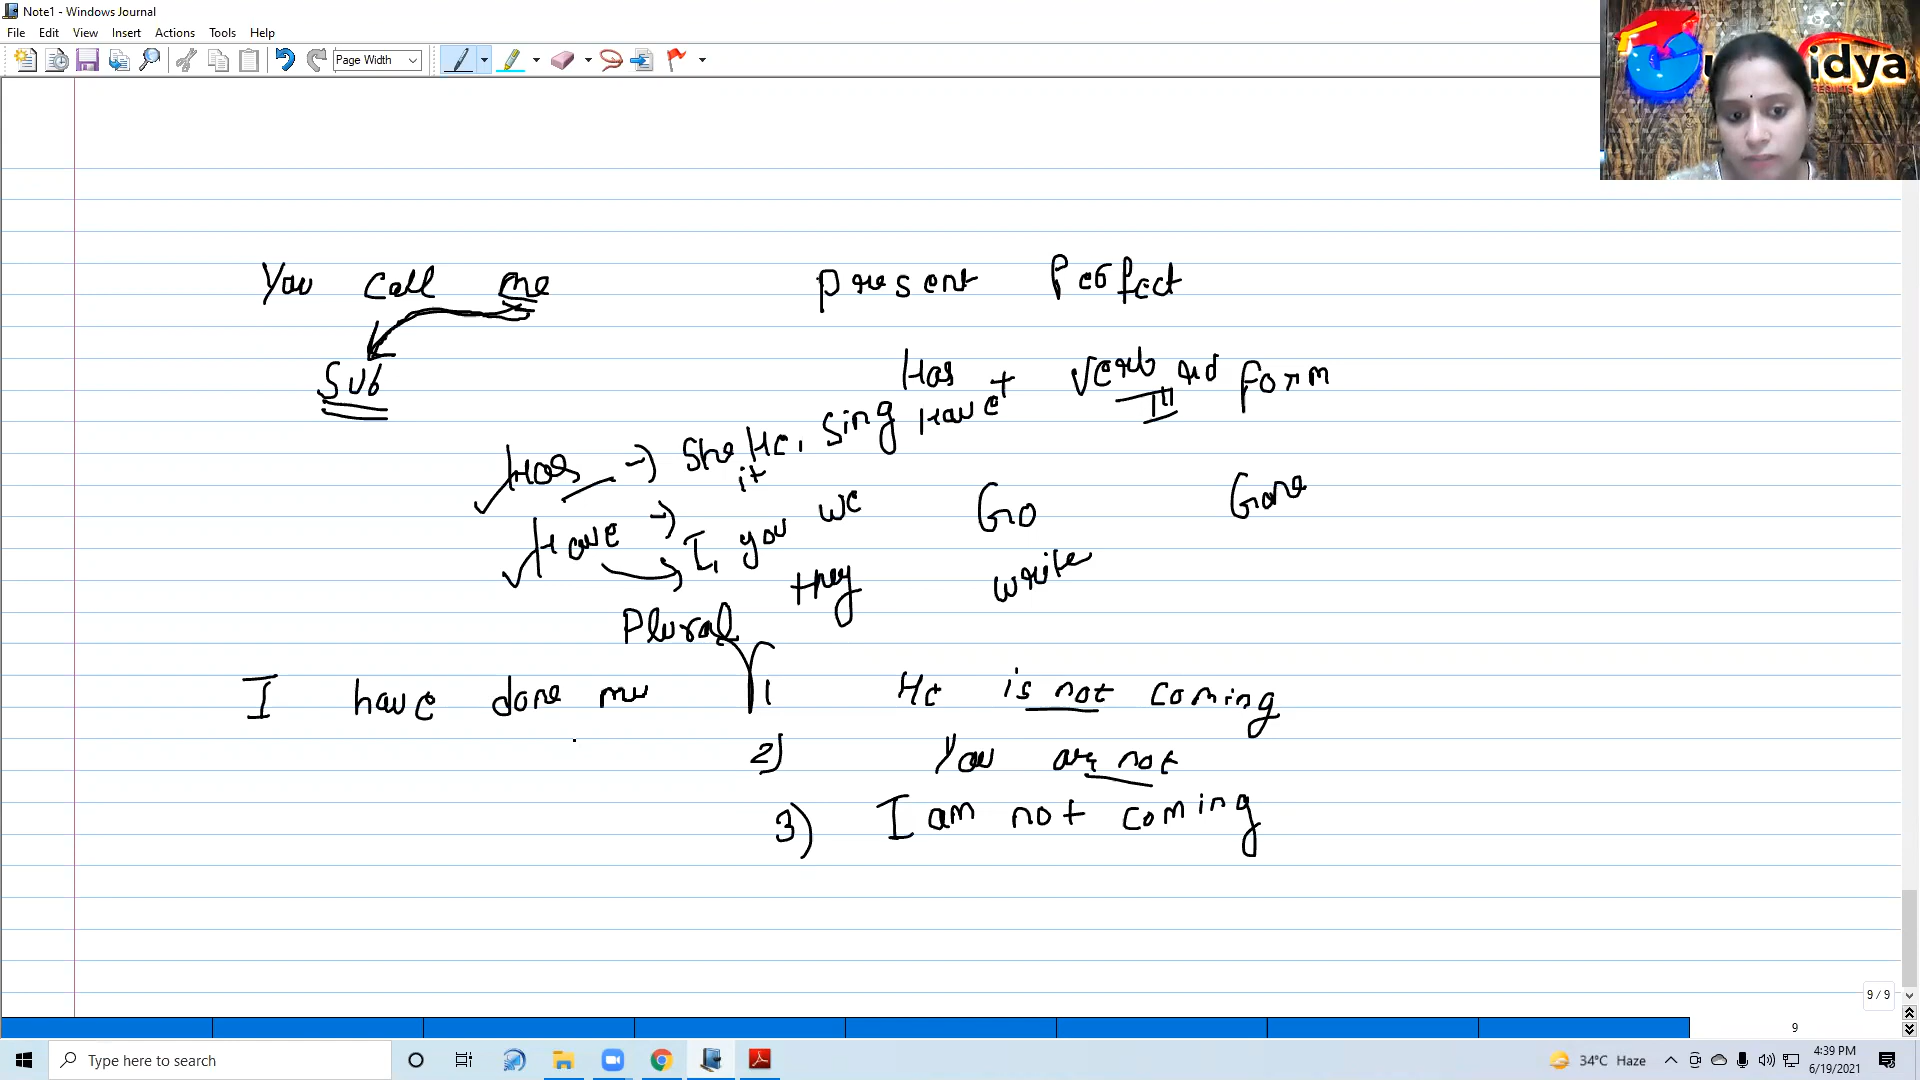 Note1 - Windows Journal
File Edit View Insert Actions Tools Help
Page Width
idya
RESULTS
You call me
Sub
present Perfect
Has + Verb III rd form
Have
Has → She He, Sing
it
Have → I, you we
they
Plural
Go Gone
write
I have done
1 He is not coming
2) You are not
3) I am not coming
9 / 9
9
Type here to search
34°C Haze
4:39 PM
6/19/2021